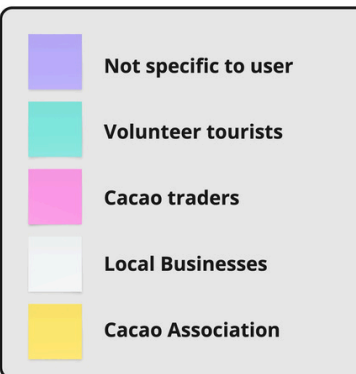 Not specific to user
Volunteer tourists
Cacao traders
Local Businesses
Cacao Association